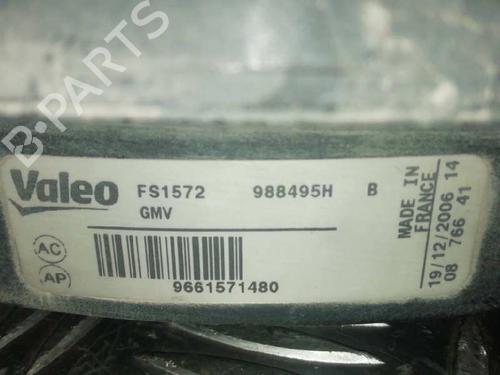 B-PARTS
Valeo FS1572 988495H B
GMV
AC
AP
9661571480
MADE IN
FRANCE
19/12/2006 14
08 766 41